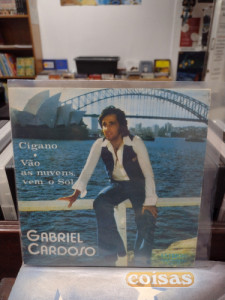 Cigano
Vão
as nuvens,
vem o Sol
GABRIEL
CARDOSO
coisas